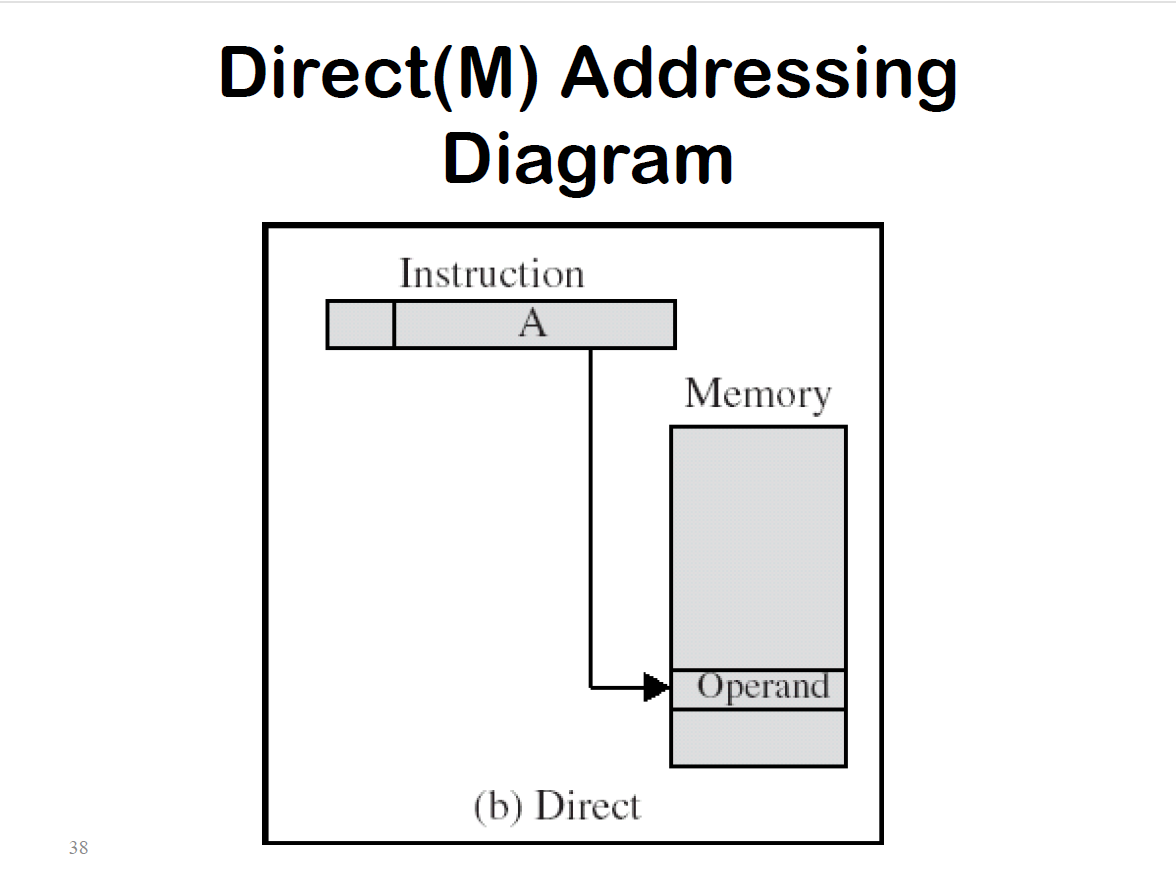 Direct(M) Addressing
Diagram
Instruction
A
Memory
Operand
(b) Direct
38